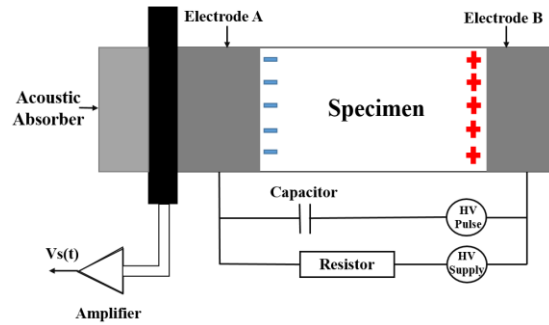 Electrode A
Electrode B
Acoustic
Absorber
Specimen
Capacitor
HV
Pulse
Vs(t)
Resistor
HV
Supply
Amplifier